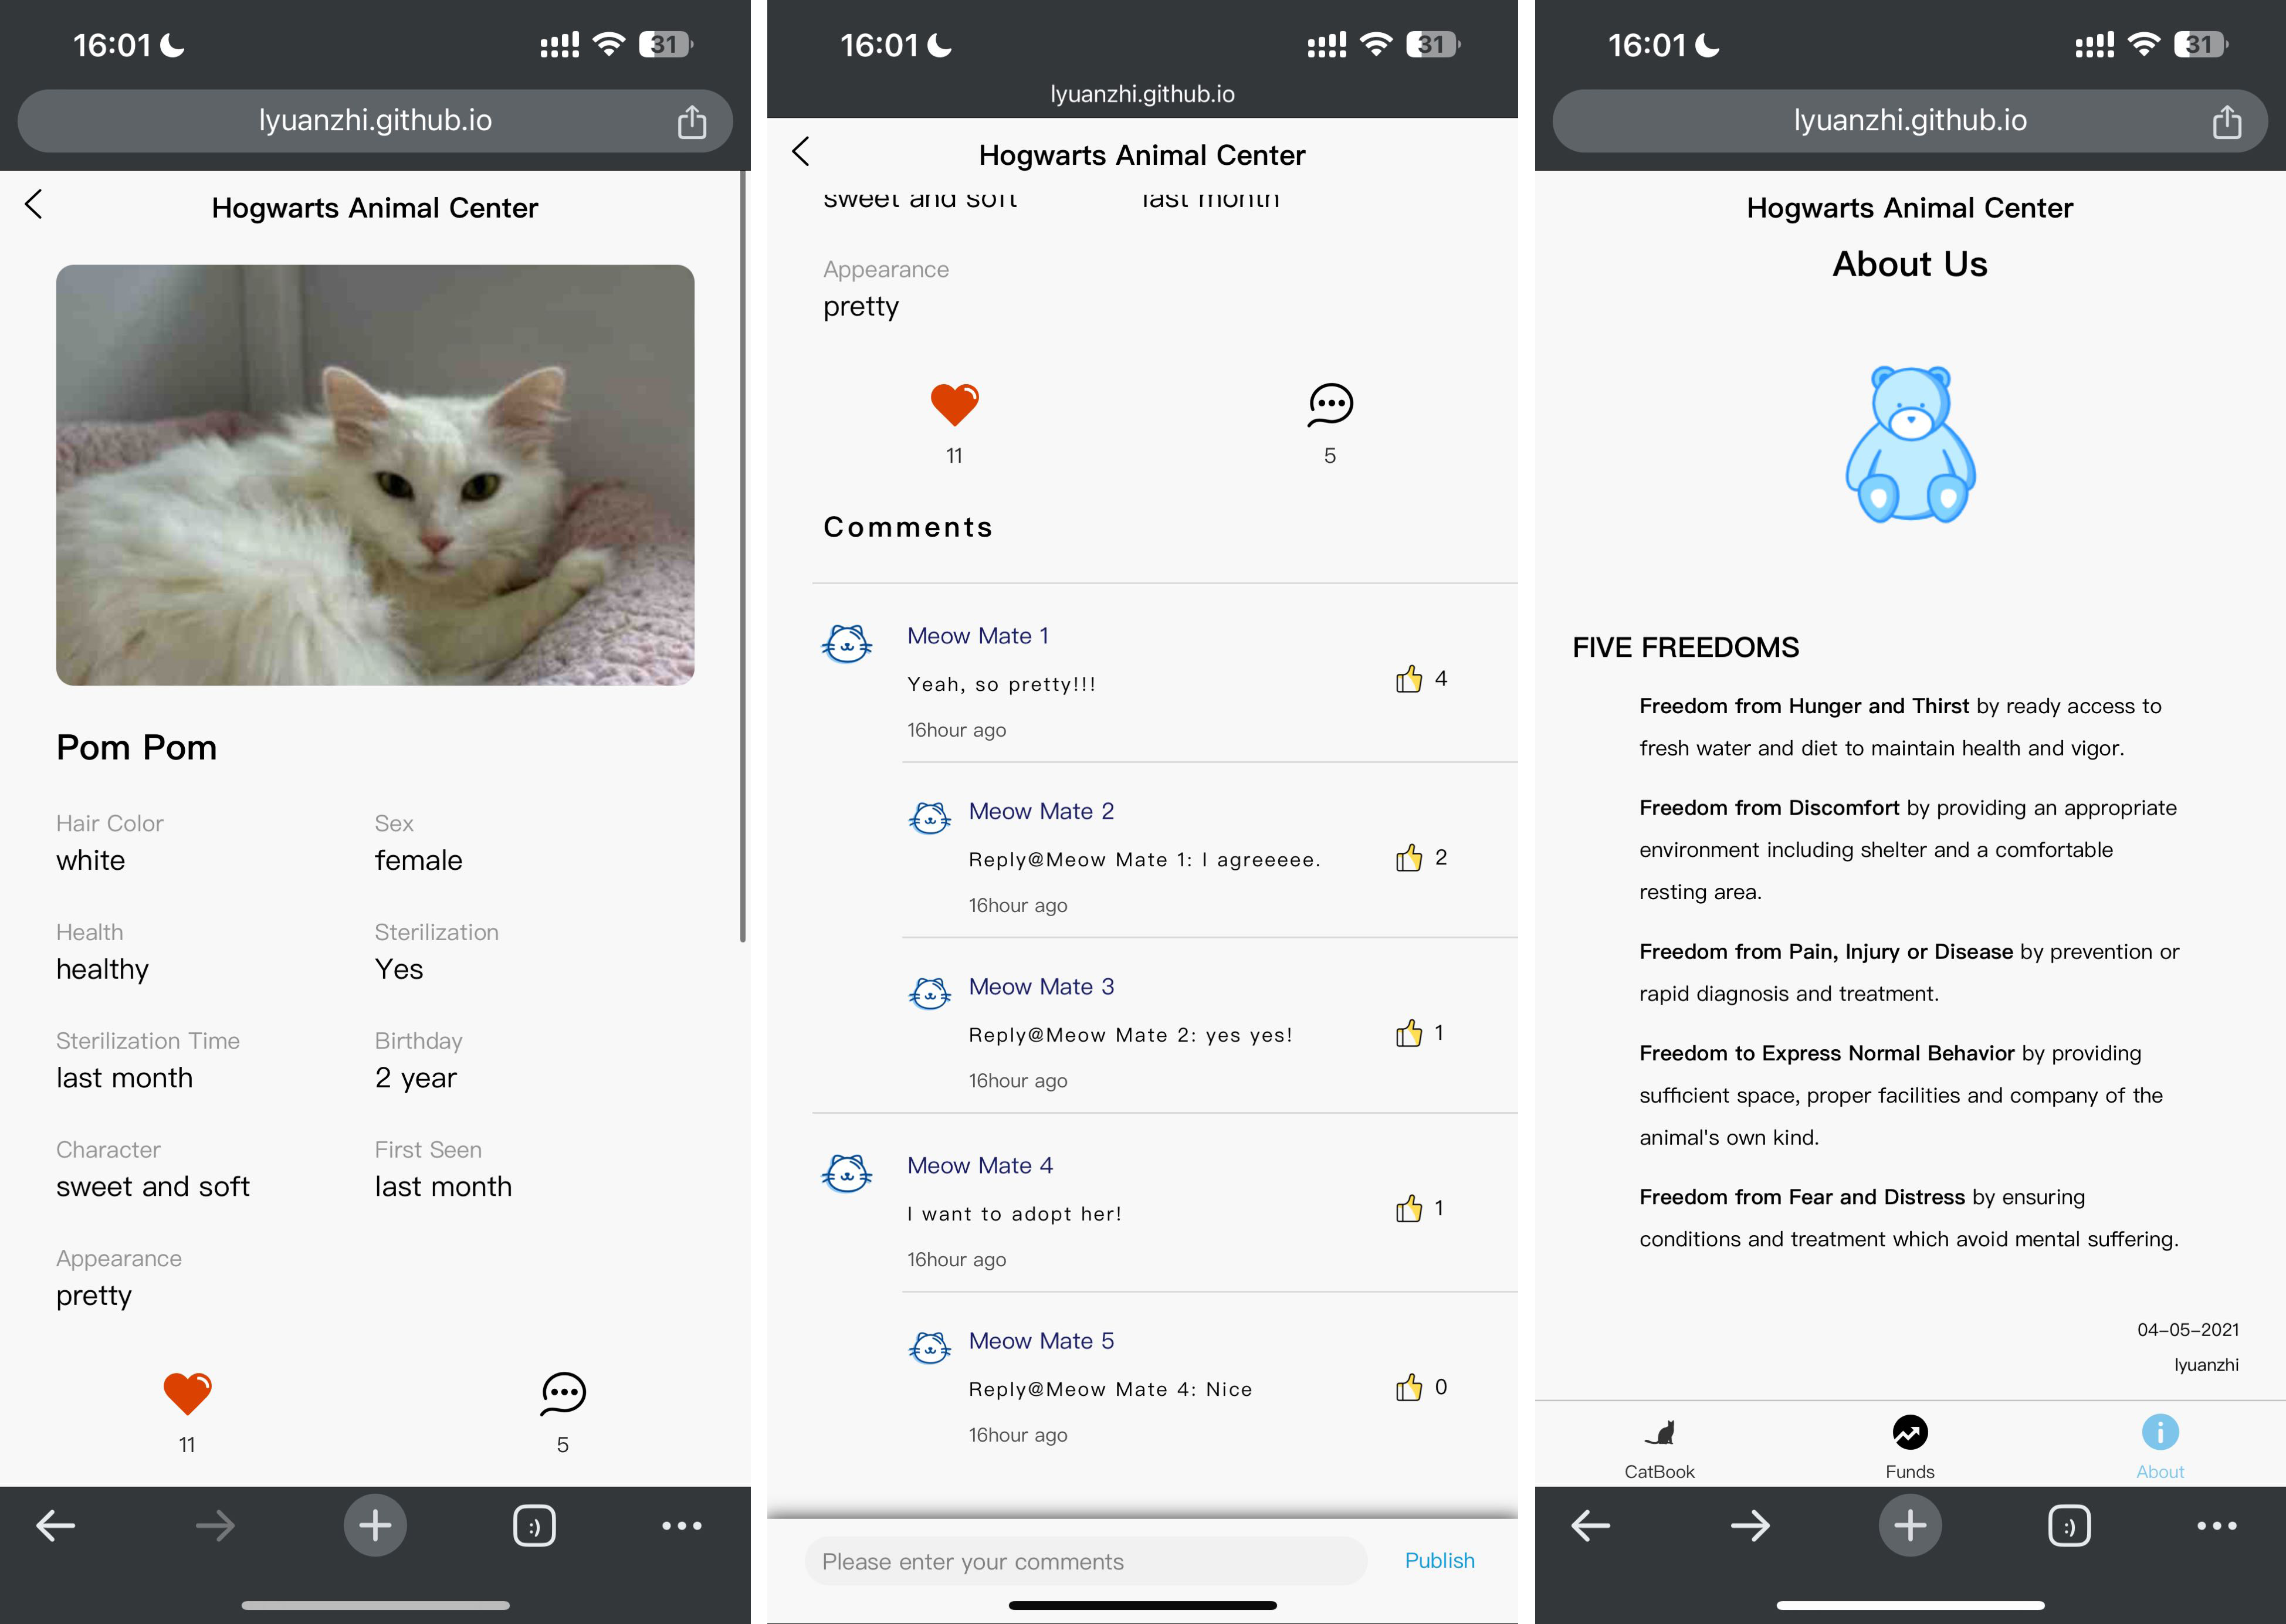 16:01
31
lyuanzhi.github.io
Hogwarts Animal Center
Pom Pom
Hair Color
white
Sex
female
Health
healthy
Sterilization
Yes
Sterilization Time
last month
Birthday
2 year
Character
sweet and soft
First Seen
last month
Appearance
pretty
11
5
:)
16:01
31
lyuanzhi.github.io
Hogwarts Animal Center
sweet and soft
last month
Appearance
pretty
11
5
Comments
Meow Mate 1
Yeah, so pretty!!!
4
16hour ago
Meow Mate 2
Reply@Meow Mate 1: I agreeeee.
2
16hour ago
Meow Mate 3
Reply@Meow Mate 2: yes yes!
1
16hour ago
Meow Mate 4
I want to adopt her!
1
16hour ago
Meow Mate 5
Reply@Meow Mate 4: Nice
0
16hour ago
Please enter your comments
Publish
16:01
31
lyuanzhi.github.io
Hogwarts Animal Center
About Us
FIVE FREEDOMS
Freedom from Hunger and Thirst by ready access to
fresh water and diet to maintain health and vigor.
Freedom from Discomfort by providing an appropriate
environment including shelter and a comfortable
resting area.
Freedom from Pain, Injury or Disease by prevention or
rapid diagnosis and treatment.
Freedom to Express Normal Behavior by providing
sufficient space, proper facilities and company of the
animal's own kind.
Freedom from Fear and Distress by ensuring
conditions and treatment which avoid mental suffering.
04-05-2021
lyuanzhi
CatBook
Funds
About
:)